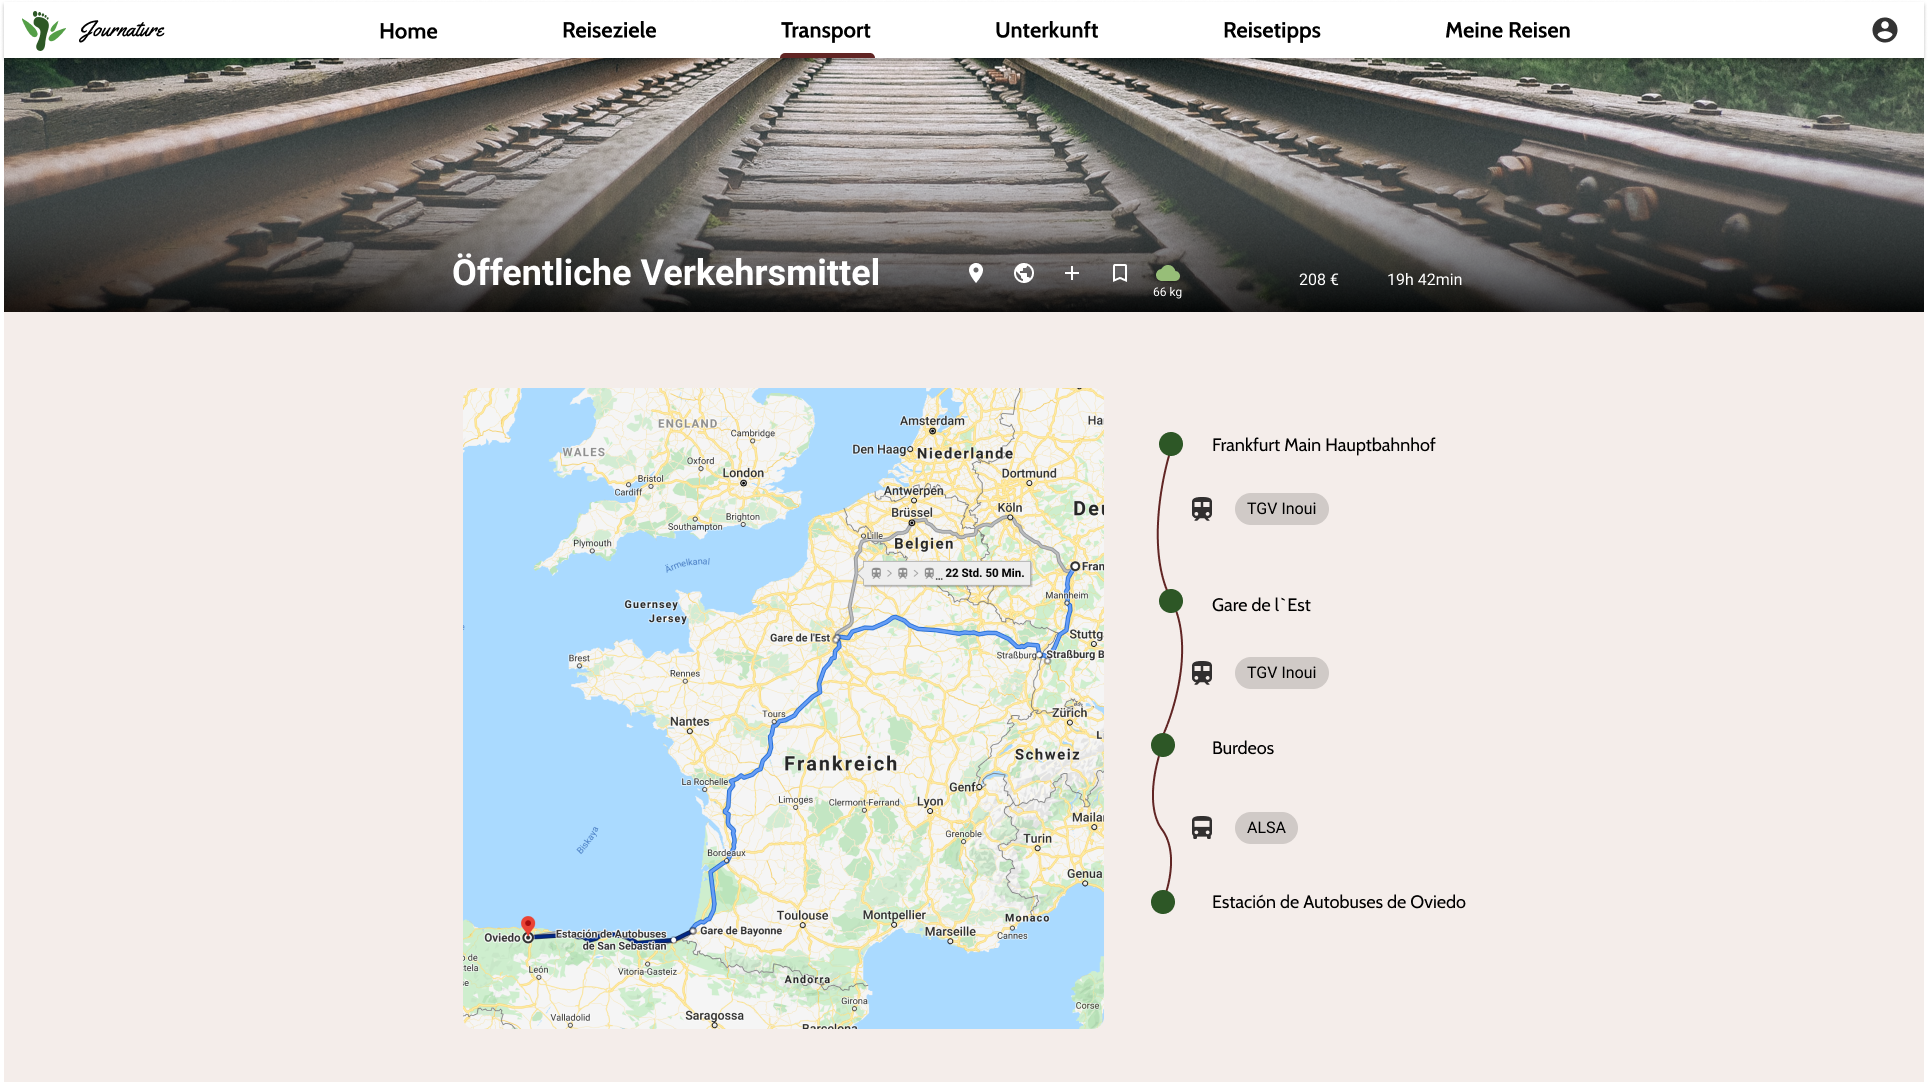 Journature
Home
Reiseziele
Transport
Unterkunft
Reisetipps
Meine Reisen
Öffentliche Verkehrsmittel
66 kg
208 €
19h 42min
ENGLAND
Cambridge
WALES
Oxford
London
Bristol
Cardiff
Southampton
Brighton
Plymouth
Ärmelkanal
Guernsey
Jersey
Amsterdam
Ha
Den Haag
Niederlande
Dortmund
Antwerpen
Brüssel
Köln
Deu
Lille
Belgien
22 Std. 50 Min.
Fran
Mannheim
Gare de l'Est
Stuttg
Straßburg
Straßburg B
Brest
Rennes
Nantes
Tours
Zürich
Frankreich
Schweiz
L
La Rochelle
Genf
Limoges
Clermont-Ferrand
Lyon
Maila
Grenoble
Turin
Biskaya
Bordeaux
Genua
Toulouse
Montpellier
Monaco
Marseille
Cannes
Gare de Bayonne
Oviedo
Estación de Autobuses
de San Sebastián
o de
tela
se
León
Vitoria-Gasteiz
Andorra
Girona
Corse
Valladolid
Saragossa
Barcelona
Frankfurt Main Hauptbahnhof
TGV Inoui
Gare de l`Est
TGV Inoui
Burdeos
ALSA
Estación de Autobuses de Oviedo